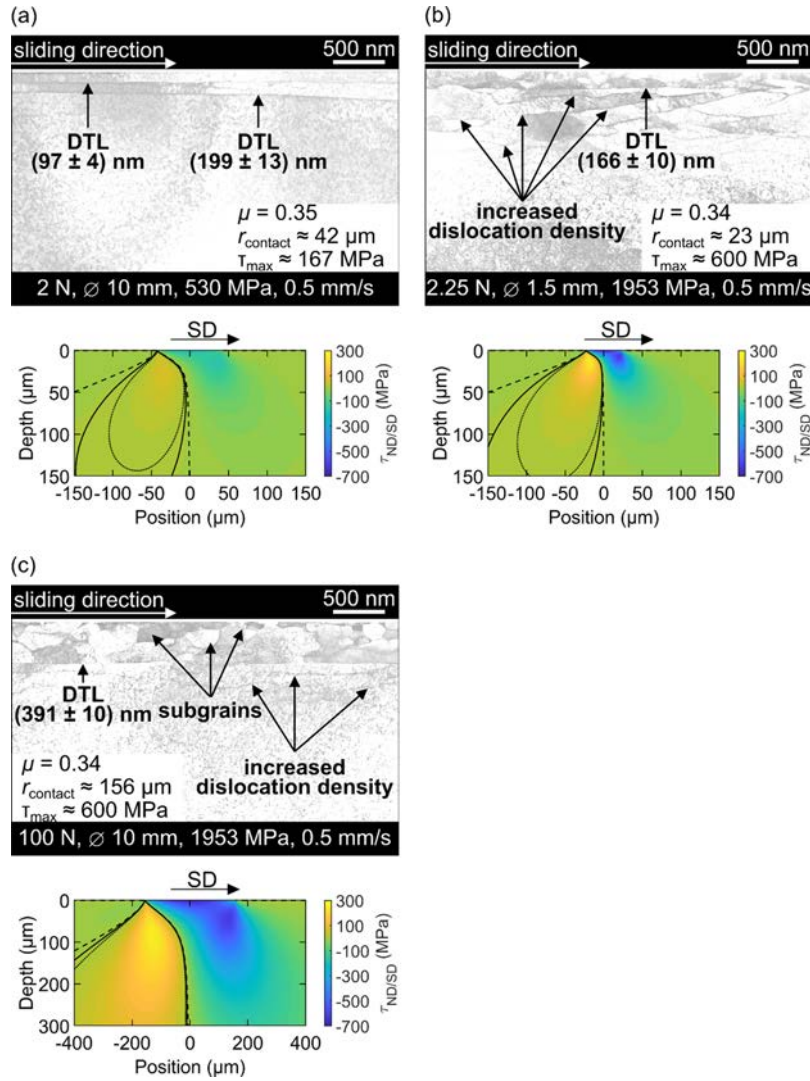 (a)
sliding direction
500 nm
DTL
(97 ± 4) nm
DTL
(199 ± 13) nm
μ = 0.35
r_contact ≈ 42 μm
τ_max ≈ 167 MPa
2 N, ∅ 10 mm, 530 MPa, 0.5 mm/s
SD
Depth (μm)
0
50
100
150
-150
-100
-50
0
50
100
150
Position (μm)
300
100
-100
-300
-500
-700
τ_ND/SD (MPa)
(b)
sliding direction
500 nm
DTL
(166 ± 10) nm
increased
dislocation density
μ = 0.34
r_contact ≈ 23 μm
τ_max ≈ 600 MPa
2.25 N, ∅ 1.5 mm, 1953 MPa, 0.5 mm/s
SD
Depth (μm)
0
50
100
150
-150
-100
-50
0
50
100
150
Position (μm)
300
100
-100
-300
-500
-700
τ_ND/SD (MPa)
(c)
sliding direction
500 nm
DTL
(391 ± 10) nm
subgrains
increased
dislocation density
μ = 0.34
r_contact ≈ 156 μm
τ_max ≈ 600 MPa
100 N, ∅ 10 mm, 1953 MPa, 0.5 mm/s
SD
Depth (μm)
0
100
200
300
-400
-200
0
200
400
Position (μm)
300
100
-100
-300
-500
-700
τ_ND/SD (MPa)